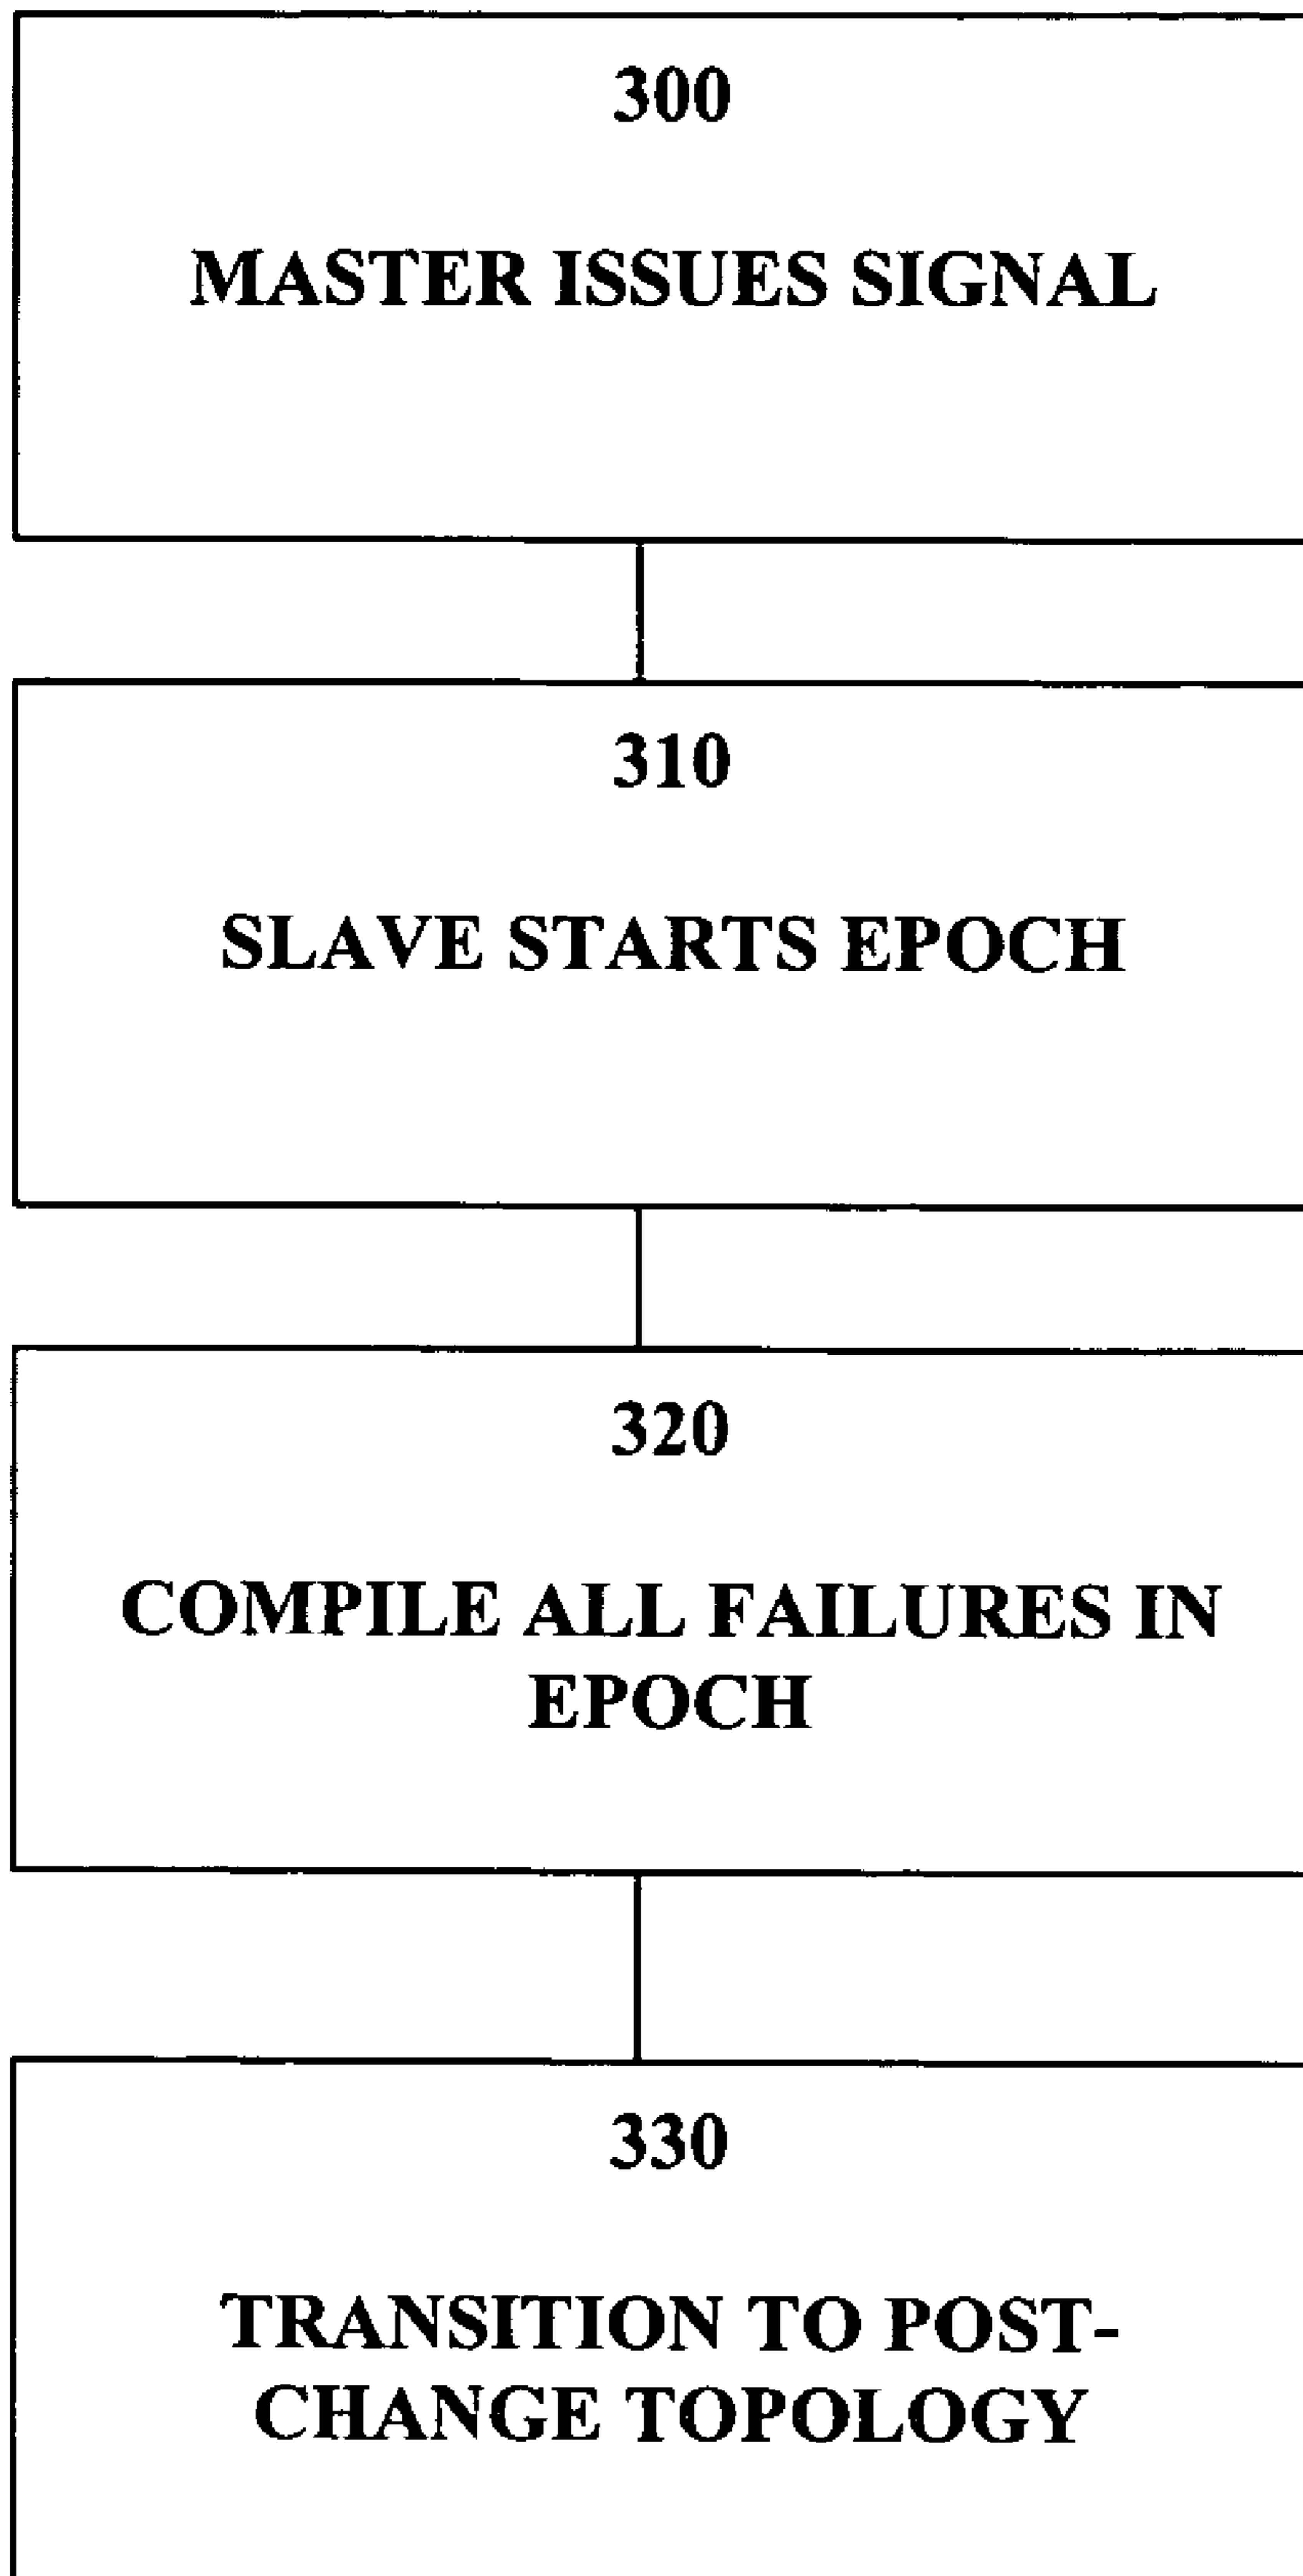 300
MASTER ISSUES SIGNAL
310
SLAVE STARTS EPOCH
320
COMPILE ALL FAILURES IN
EPOCH
330
TRANSITION TO POST-
CHANGE TOPOLOGY